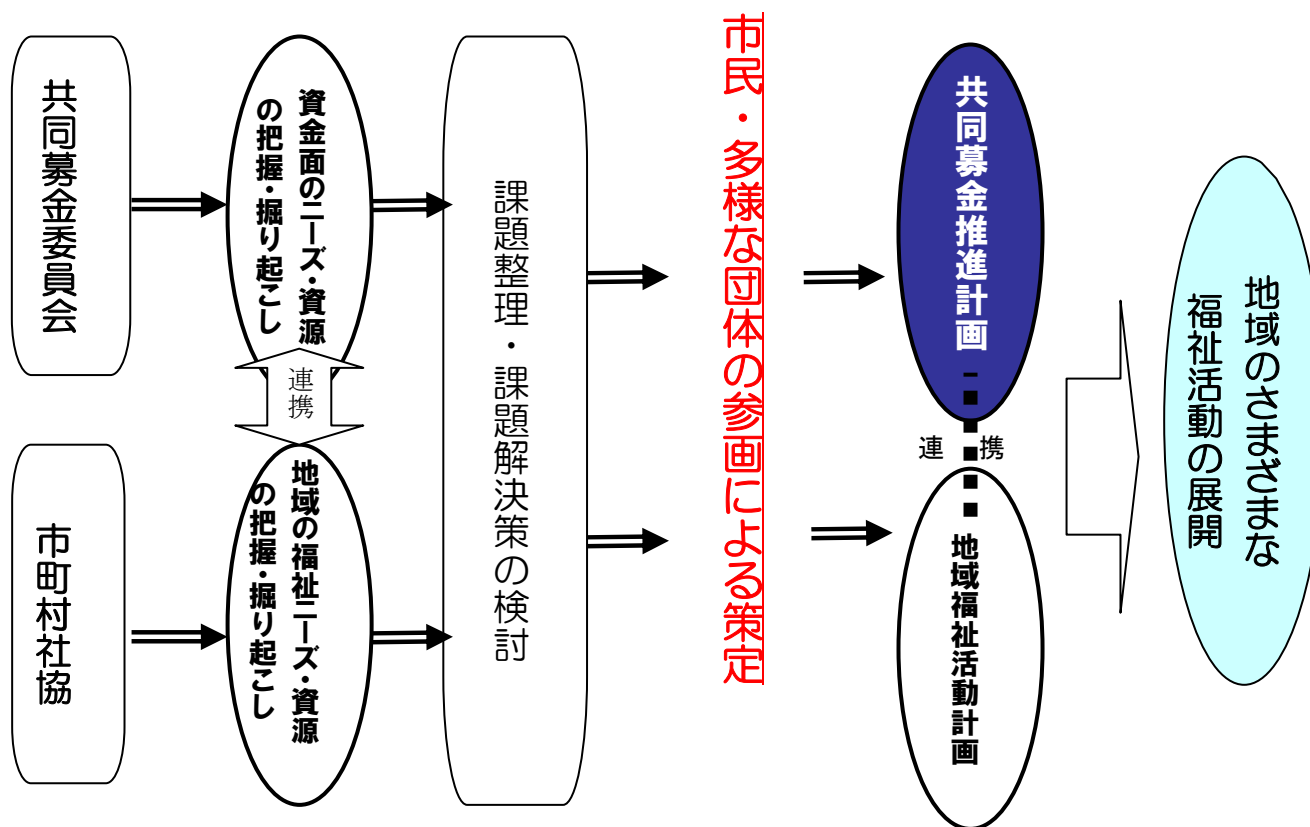 共同募金委員会
資金面のニーズ・資源
の把握・掘り起こし
連携
市町村社協
地域の福祉ニーズ・資源
の把握・掘り起こし
課題整理・課題解決策の検討
市民・多様な団体の参画による策定
共同募金推進計画
連携
地域福祉活動計画
地域のさまざまな
福祉活動の展開